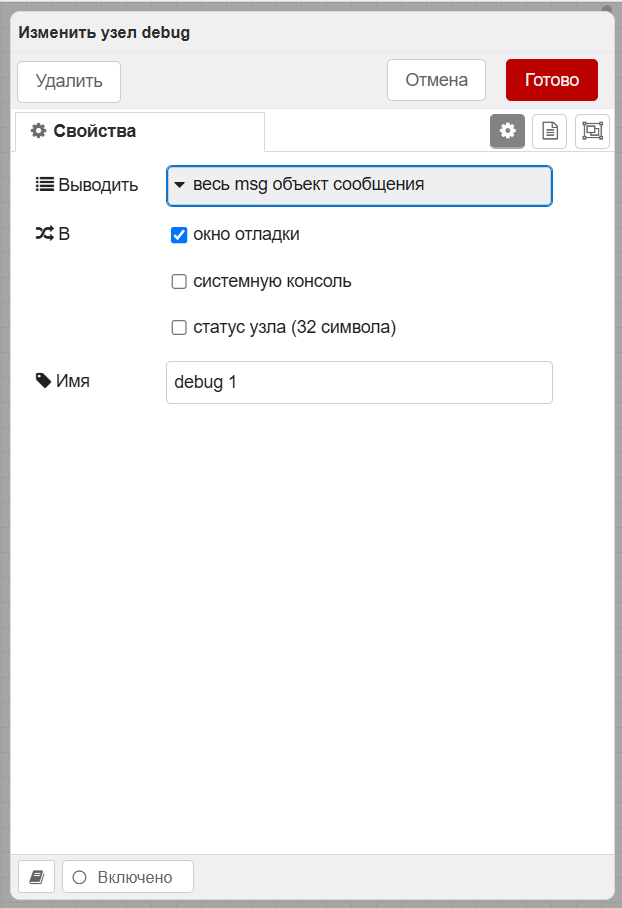 Изменить узел debug
Удалить
Отмена
Готово
Свойства
Выводить
весь msg объект сообщения
В
окно отладки
системную консоль
статус узла (32 символа)
Имя
debug 1
Включено